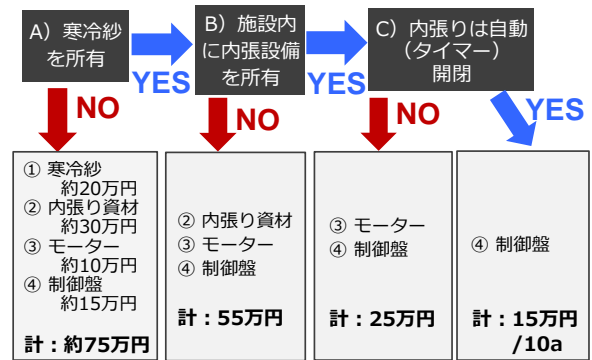 A）寒冷紗
を所有
YES
B）施設内
に内張設備
を所有
YES
C）内張りは自動
（タイマー）
開閉
NO
NO
NO
YES
① 寒冷紗
約20万円
② 内張り資材
約30万円
③ モーター
約10万円
④ 制御盤
約15万円
計：約75万円
② 内張り資材
③ モーター
④ 制御盤
計：55万円
③ モーター
④ 制御盤
計：25万円
④ 制御盤
計：15万円
/10a